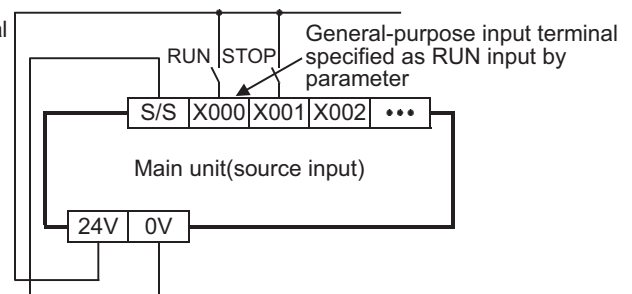 al
General-purpose input terminal
RUN STOP specified as RUN input by
parameter
S/S X000 X001 X002 •••
Main unit(source input)
24V 0V